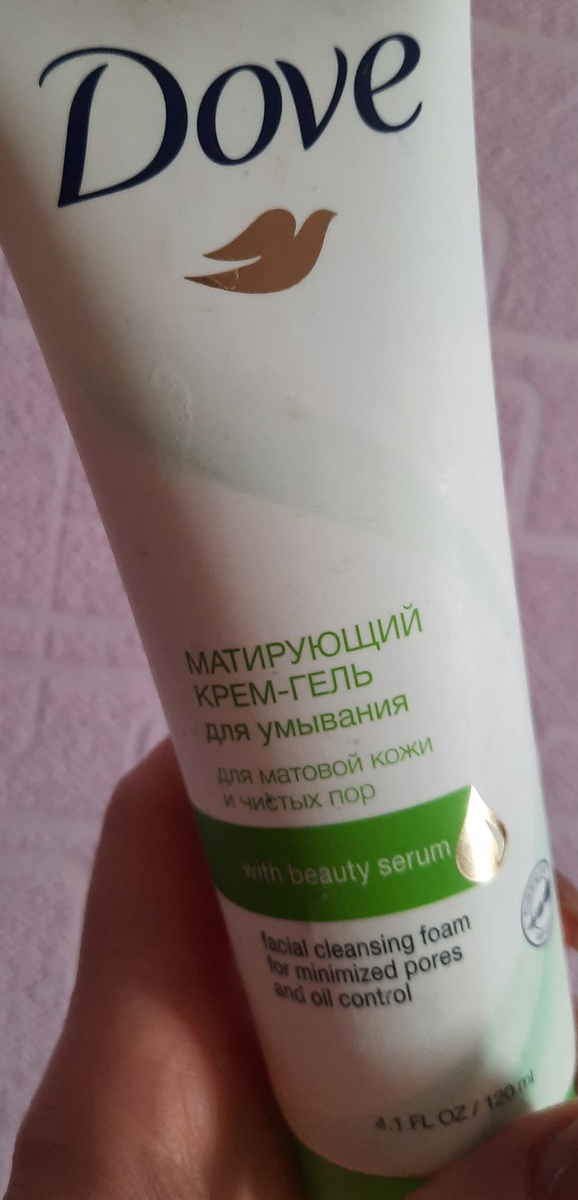 Dove
МАТИРУЮЩИЙ
КРЕМ-ГЕЛЬ
для умывания
для матовой кожи
и чистых пор
with beauty serum
facial cleansing foam
for minimized pores
and oil control
4.1 FL OZ / 120 ml